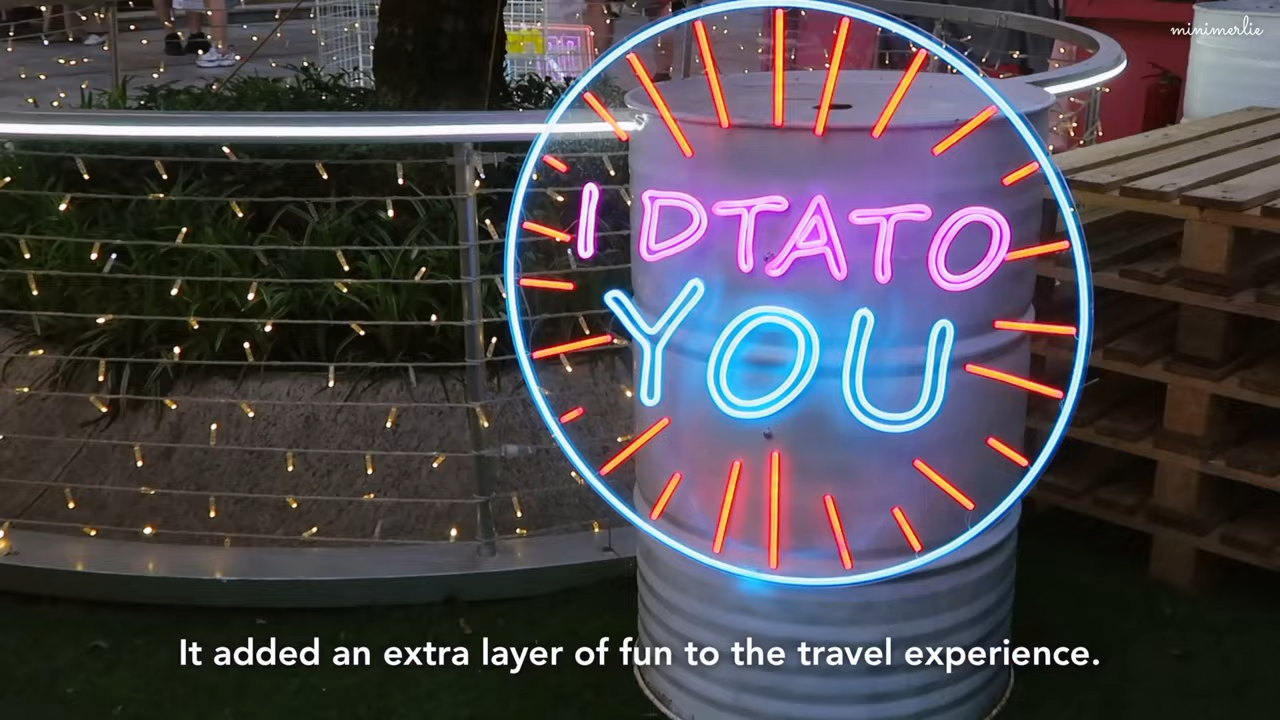 minimerlie
I DTATO
YOU
It added an extra layer of fun to the travel experience.